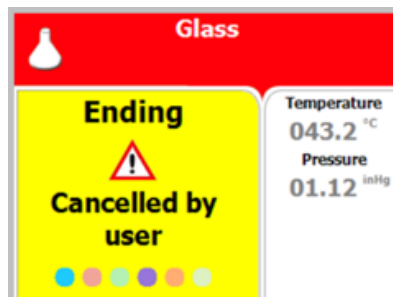 Glass
Ending
Cancelled by
user
Temperature
043.2 °C
Pressure
01.12 inHg